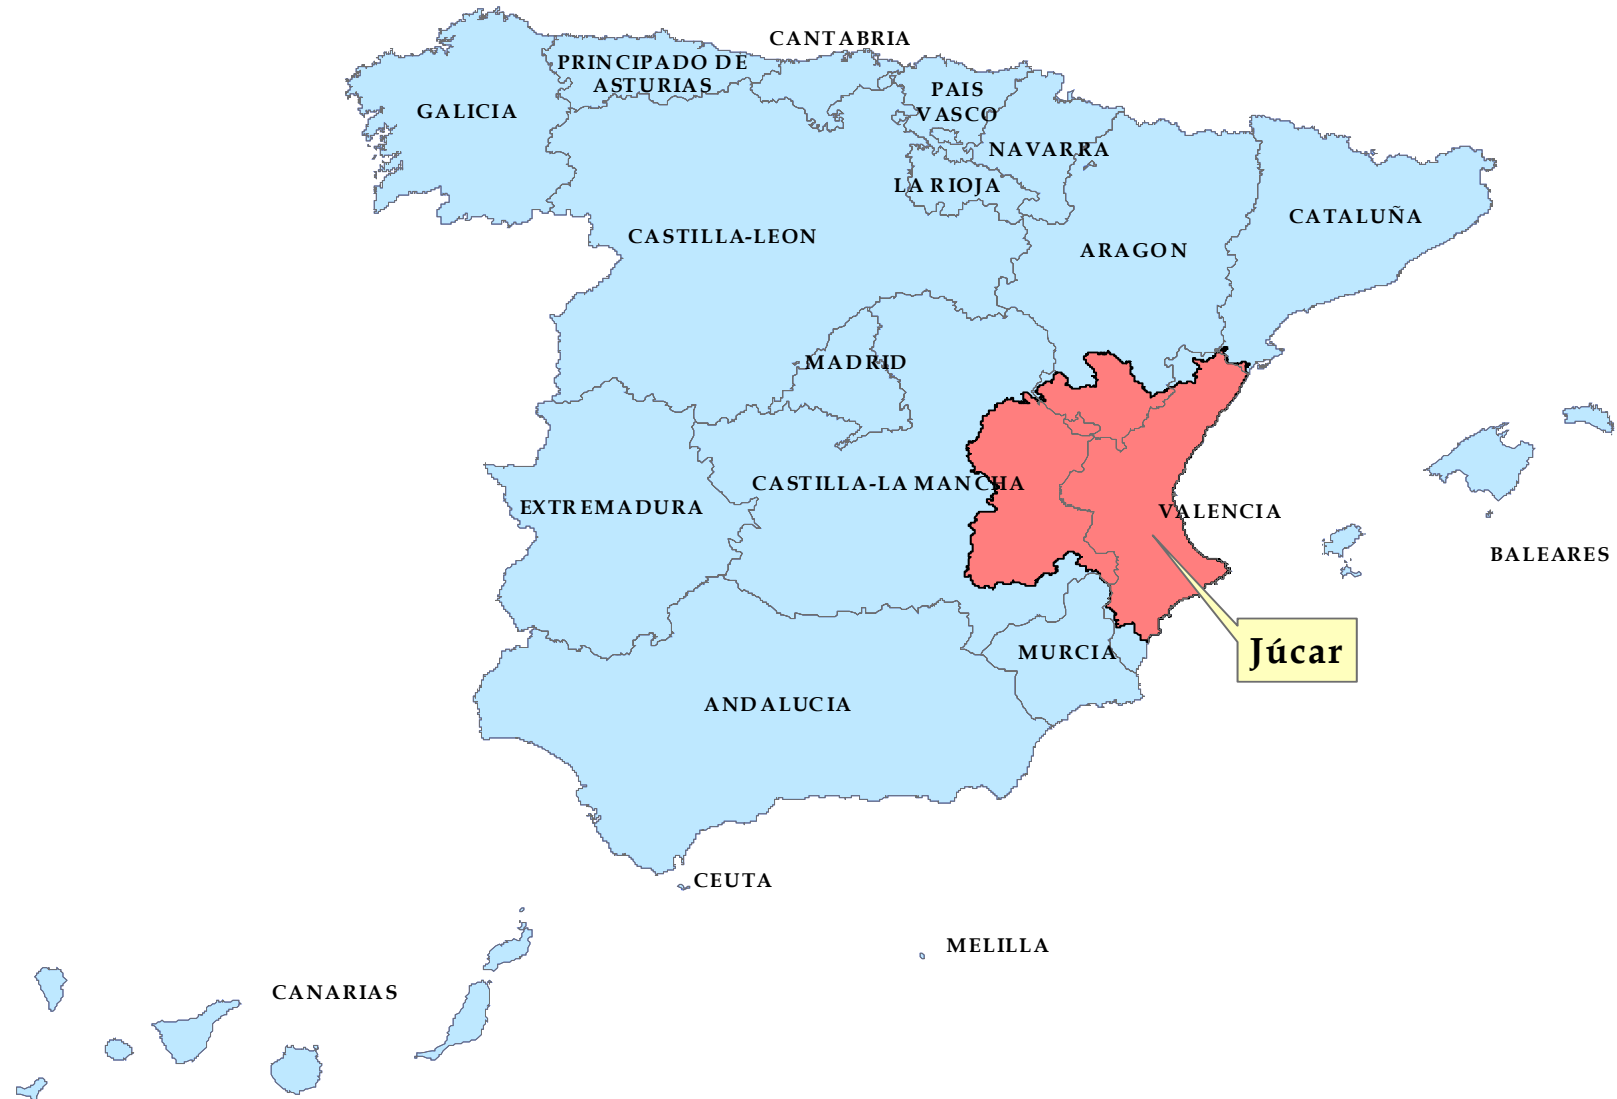 CANTABRIA
PRINCIPADO DE
ASTURIAS
PAIS
VASCO
GALICIA
NAVARRA
LA RIOJA
CATALUÑA
CASTILLA-LEON
ARAGON
MADRID
CASTILLA-LA MANCHA
EXTREMADURA
VALENCIA
BALEARES
Júcar
MURCIA
ANDALUCIA
CEUTA
MELILLA
CANARIAS